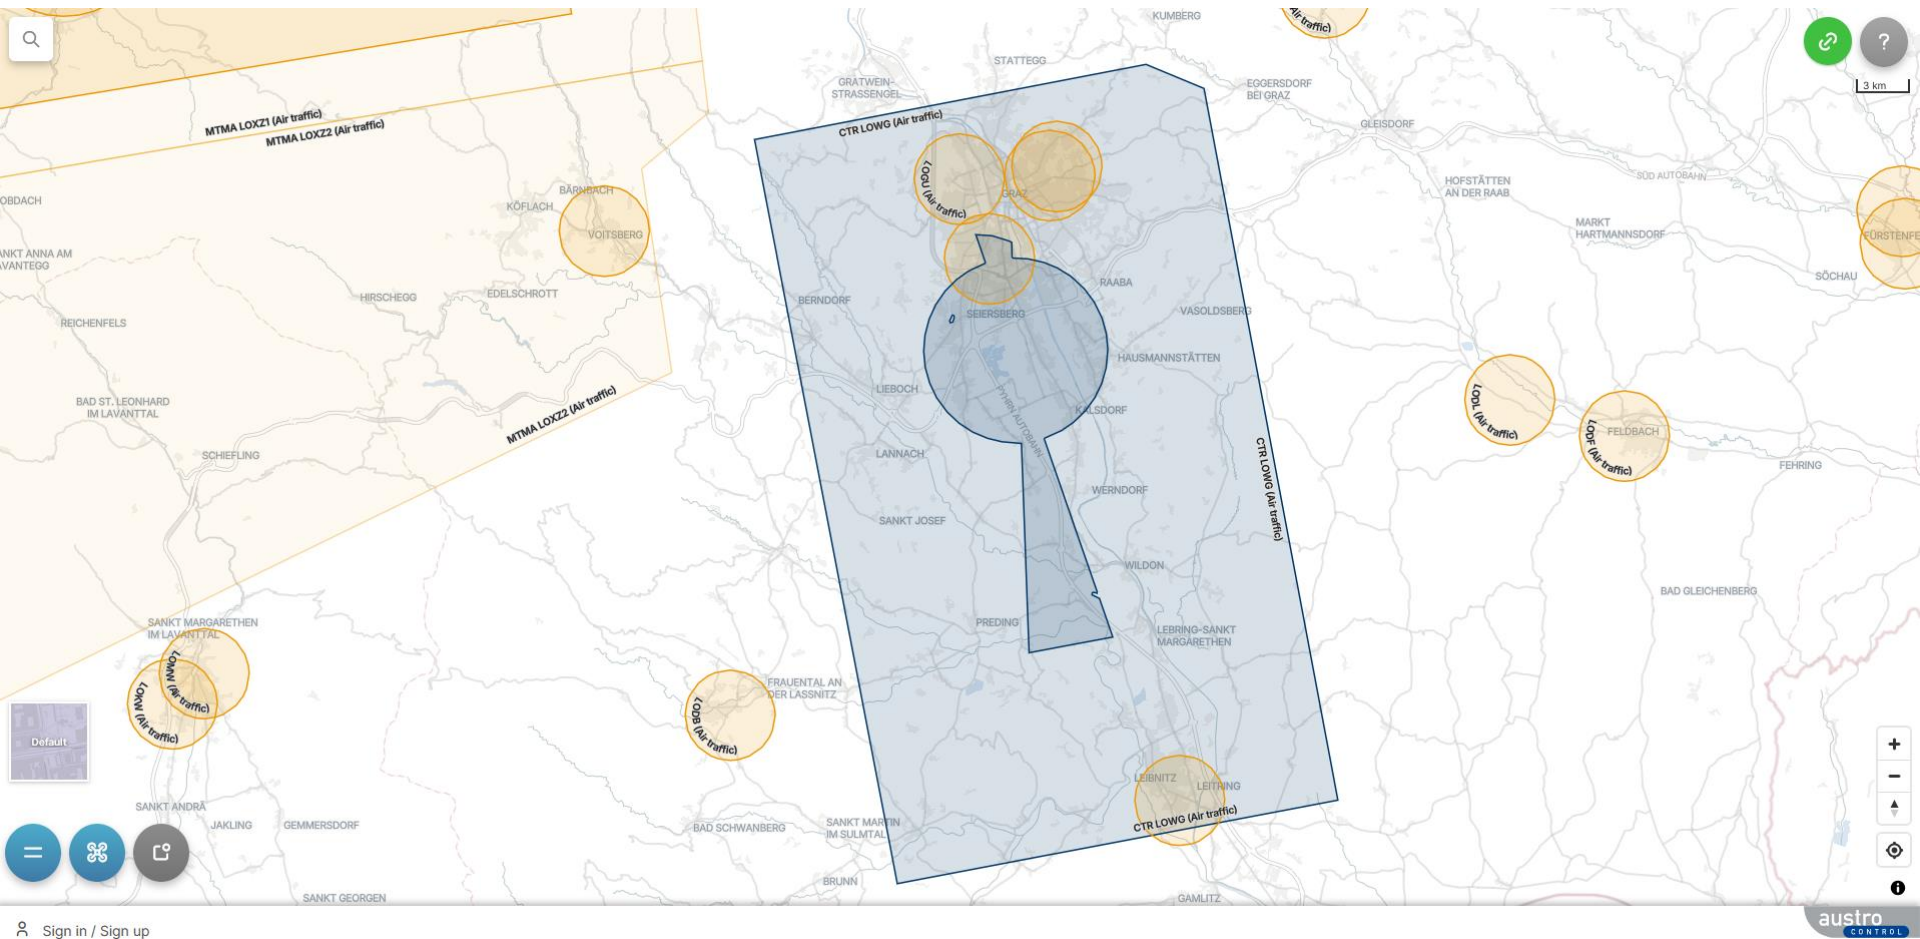 KUMBERG
(Air traffic)
STATTEGG
GRATWEIN-
STRASSENGEL
EGGERSDORF
BEI GRAZ
?
3 km
MTMA LOXZ1 (Air traffic)
MTMA LOXZ2 (Air traffic)
CTR LOWG (Air traffic)
GLEISDORF
LOGU (Air traffic)
GRAZ
SÜD AUTOBAHN
HOFSTÄTTEN
AN DER RAAB
BÄRNBACH
KÖFLACH
OBDACH
VOITSBERG
MARKT
HARTMANNSDORF
FÜRSTENFE
ANKT ANNA AM
AVANTEGG
SÖCHAU
RAABA
HIRSCHEGG
EDELSCHROTT
BERNDORF
SEIERSBERG
VASOLDSBERG
REICHENFELS
HAUSMANNSTÄTTEN
LIEBOCH
PYHRN AUTOBAHN
KALSDORF
BAD ST. LEONHARD
IM LAVANTTAL
MTMA LOXZ2 (Air traffic)
LODL (Air traffic)
LODF (Air traffic)
FELDBACH
SCHIEFLING
LANNACH
CTR LOWG (Air traffic)
FEHRING
WERNDORF
SANKT JOSEF
WILDON
BAD GLEICHENBERG
SANKT MARGARETHEN
IM LAVANTTAL
PREDING
LEBRING-SANKT
MARGARETHEN
LOMW (Air traffic)
LOKW (Air traffic)
FRAUENTAL AN
DER LASSNITZ
LODB (Air traffic)
Default
LEIBNITZ
LEITRING
CTR LOWG (Air traffic)
SANKT ANDRÄ
JAKLING
GEMMERSDORF
BAD SCHWANBERG
SANKT MARTIN
IM SULMTAL
BRUNN
SANKT GEORGEN
GAMLITZ
Sign in / Sign up
austro
CONTROL